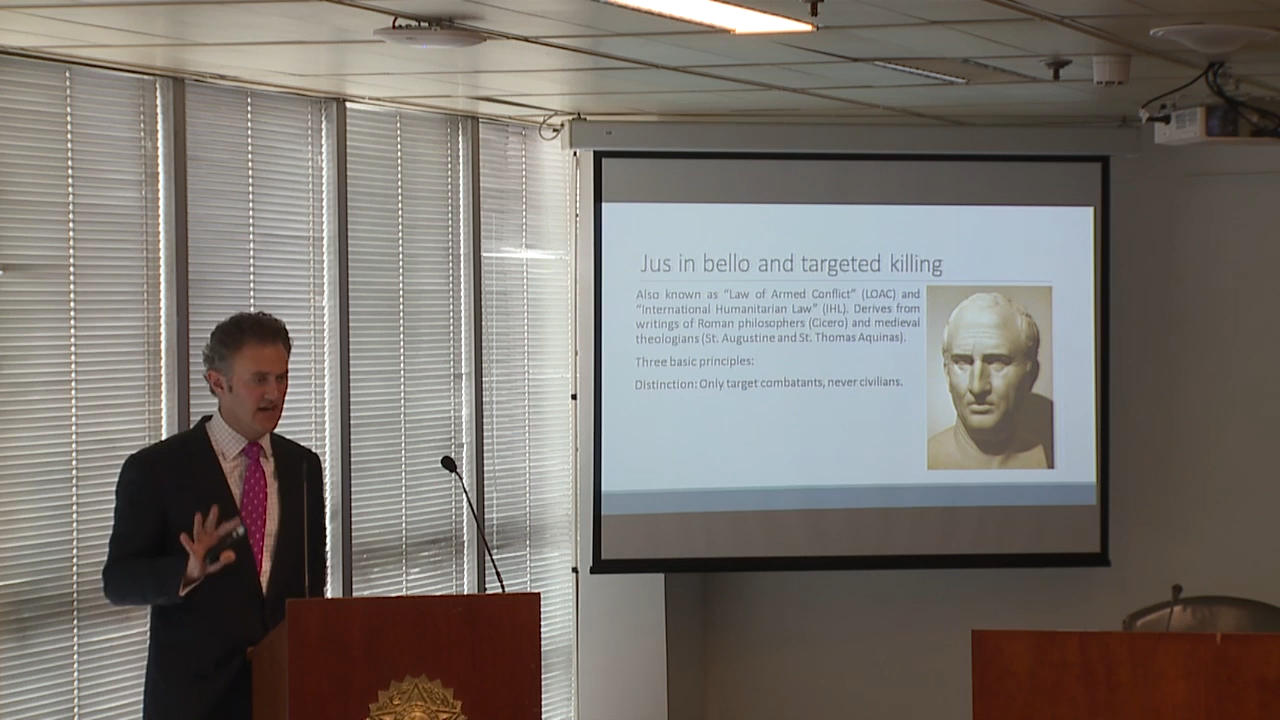 Jus in bello and targeted killing
Also known as “Law of Armed Conflict” (LOAC) and
“International Humanitarian Law” (IHL). Derives from
writings of Roman philosophers (Cicero) and medieval
theologians (St. Augustine and St. Thomas Aquinas).
Three basic principles:
Distinction: Only target combatants, never civilians.